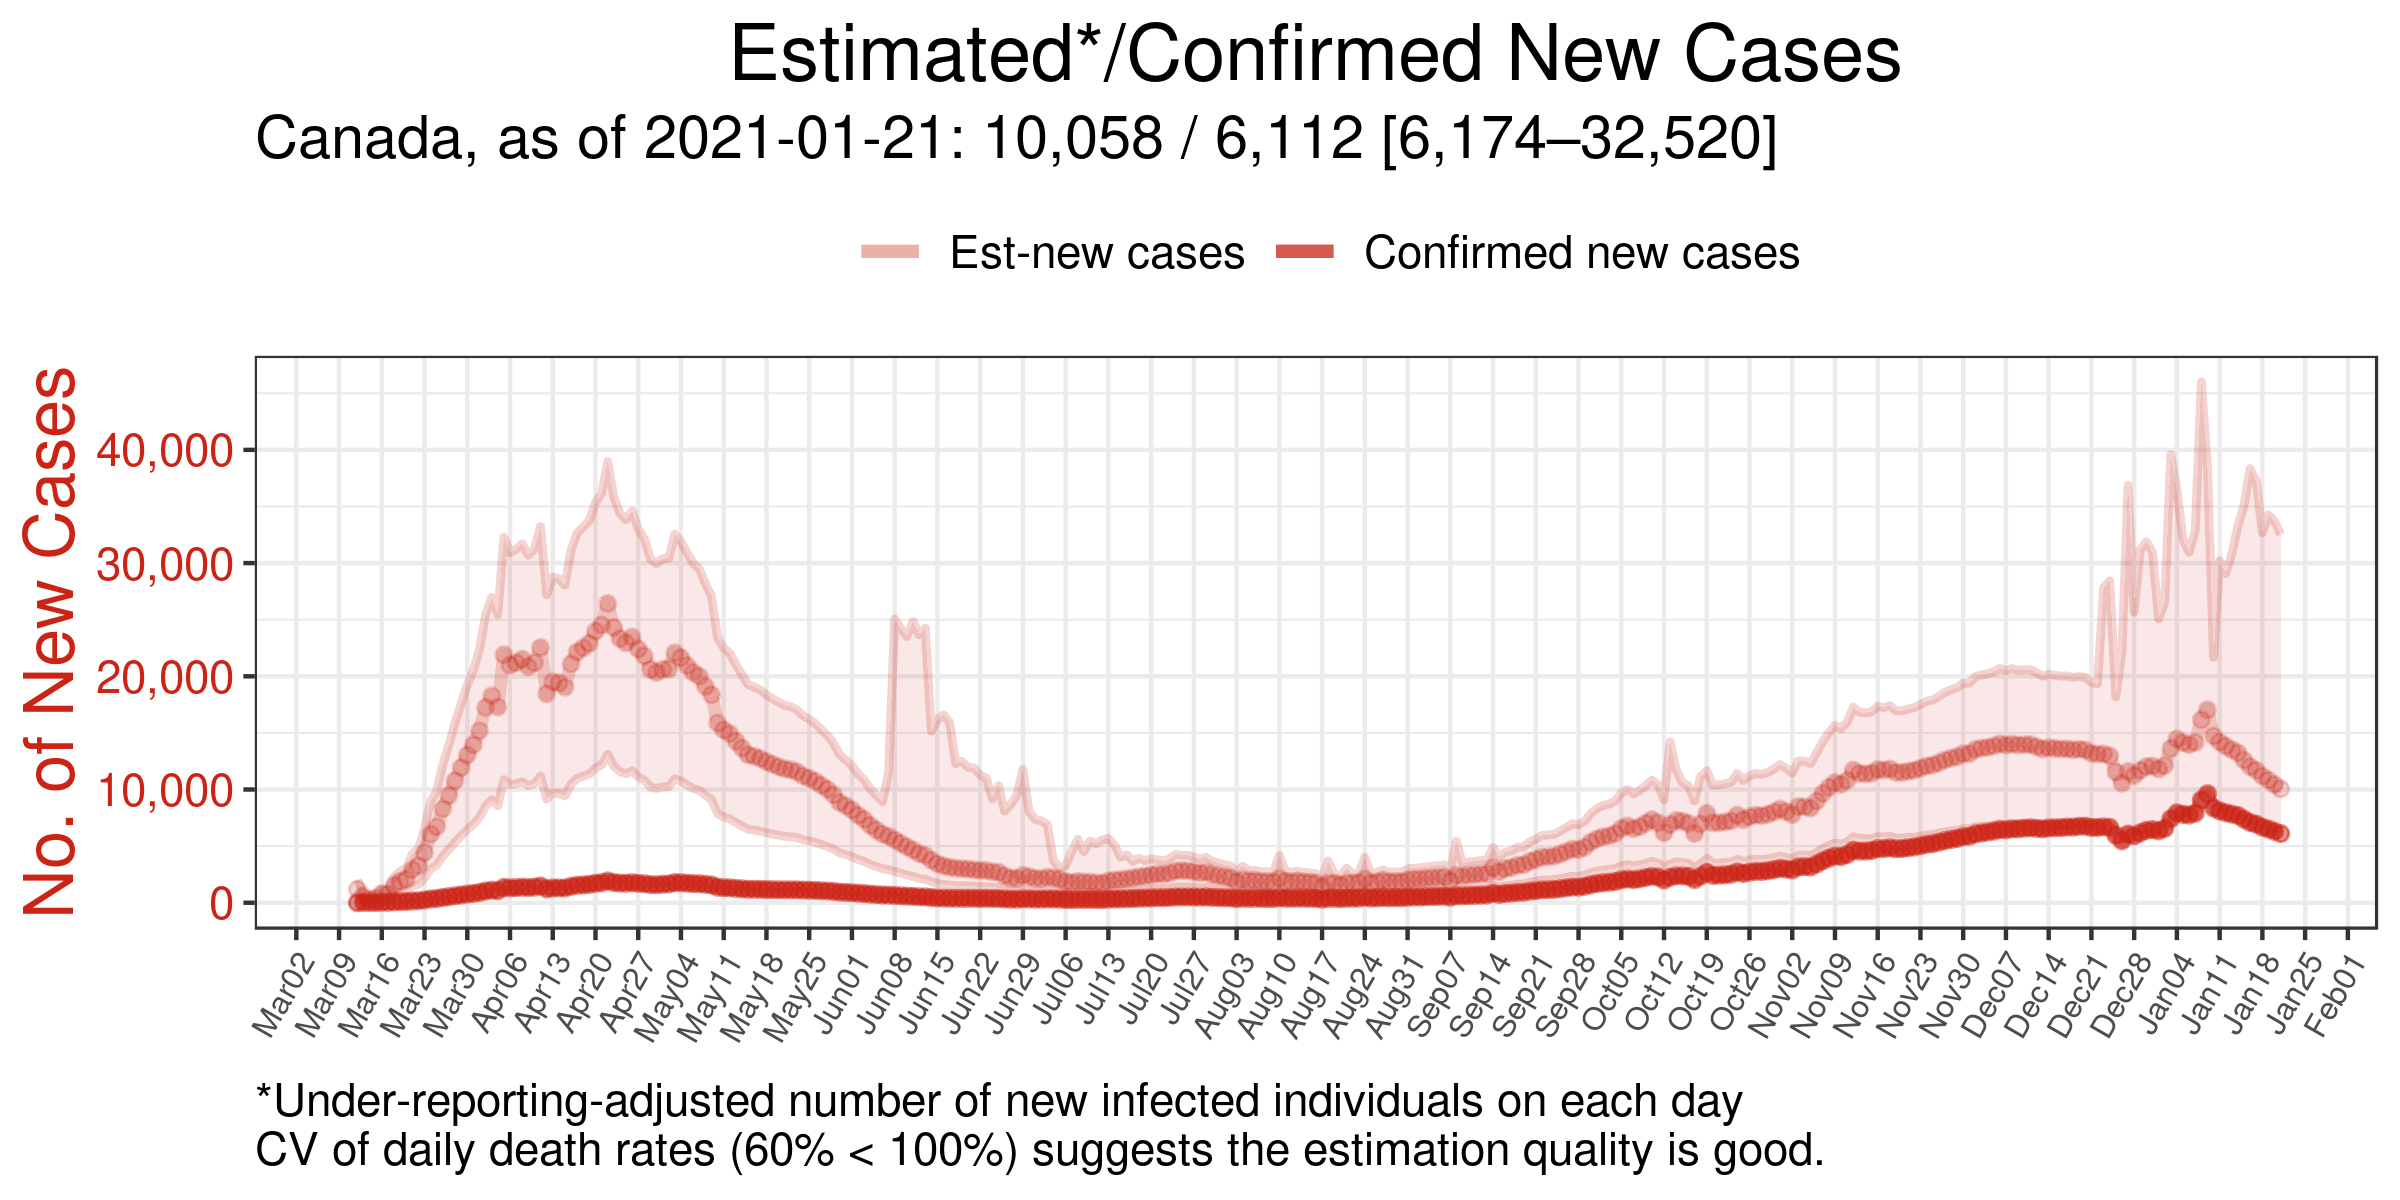 Estimated*/Confirmed New Cases
Canada, as of 2021-01-21: 10,058 / 6,112 [6,174–32,520]
Est-new cases
Confirmed new cases
No. of New Cases
40,000
30,000
20,000
10,000
0
Mar02
Mar09
Mar16
Mar23
Mar30
Apr06
Apr13
Apr20
Apr27
May04
May11
May18
May25
Jun01
Jun08
Jun15
Jun22
Jun29
Jul06
Jul13
Jul20
Jul27
Aug03
Aug10
Aug17
Aug24
Aug31
Sep07
Sep14
Sep21
Sep28
Oct05
Oct12
Oct19
Oct26
Nov02
Nov09
Nov16
Nov23
Nov30
Dec07
Dec14
Dec21
Dec28
Jan04
Jan11
Jan18
Jan25
Feb01
*Under-reporting-adjusted number of new infected individuals on each day
CV of daily death rates (60% < 100%) suggests the estimation quality is good.